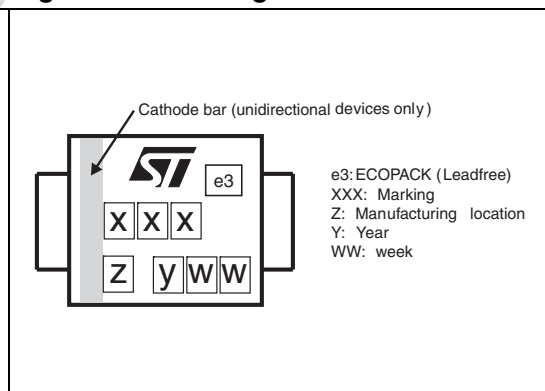 Cathode bar (unidirectional devices only)
ST e3
x x x
z y w w
e3: ECOPACK (Leadfree)
XXX: Marking
Z: Manufacturing location
Y: Year
WW: week